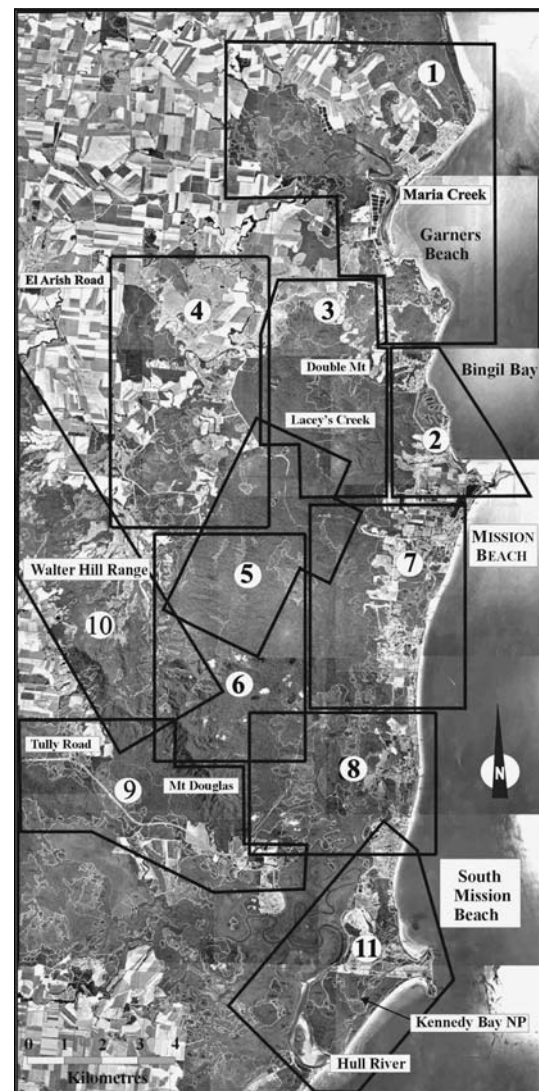 1
Maria Creek
Garners
Beach
El Arish Road
4
3
Double Mt
Bingil Bay
Lacey's Creek
2
MISSION
BEACH
5
7
Walter Hill Range
10
6
Tully Road
9
Mt Douglas
8
N
South
Mission
Beach
11
Kennedy Bay NP
Hull River
0 1 2 3 4
Kilometres